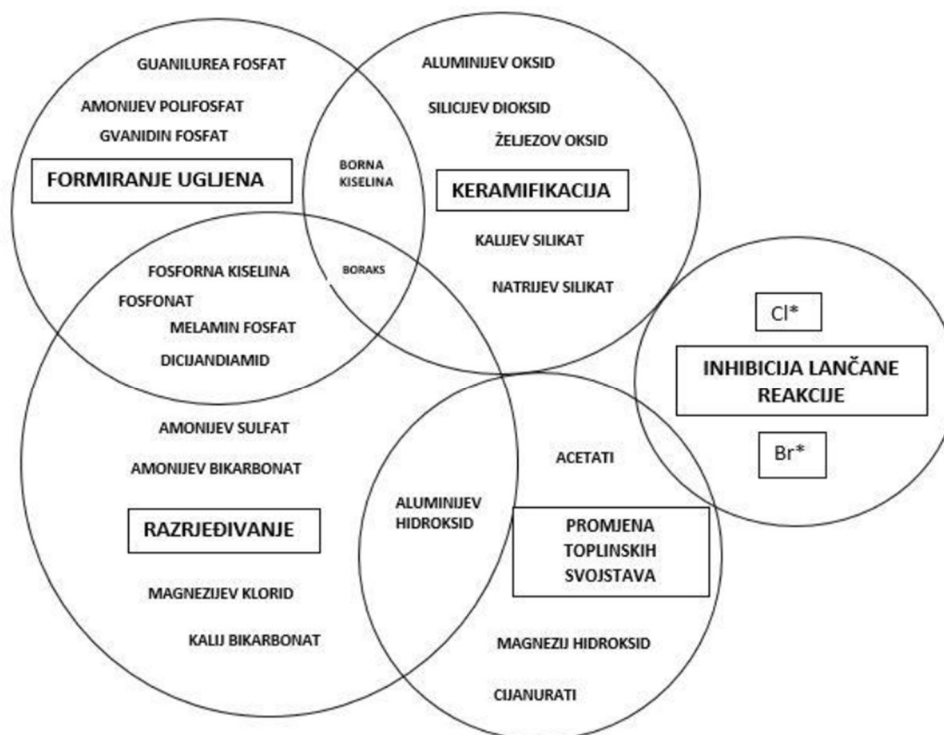 GUANILUREA FOSFAT
AMONIJEV POLIFOSFAT
GVANIDIN FOSFAT
FORMIRANJE UGLJENA
BORNA
KISELINA
ALUMINIJEV OKSID
SILICIJEV DIOKSID
ŽELJEZOV OKSID
KERAMIFIKACIJA
KALIJEV SILIKAT
NATRIJEV SILIKAT
FOSFORNA KISELINA
FOSFONAT
MELAMIN FOSFAT
DICIJANDIAMID
BORAKS
Cl*
INHIBICIJA LANČANE
REAKCIJE
Br*
AMONIJEV SULFAT
AMONIJEV BIKARBONAT
RAZRJEĐIVANJE
MAGNEZIJEV KLORID
KALIJ BIKARBONAT
ALUMINIJEV
HIDROKSID
ACETATI
PROMJENA
TOPLINSKIH
SVOJSTAVA
MAGNEZIJ HIDROKSID
CIJANURATI